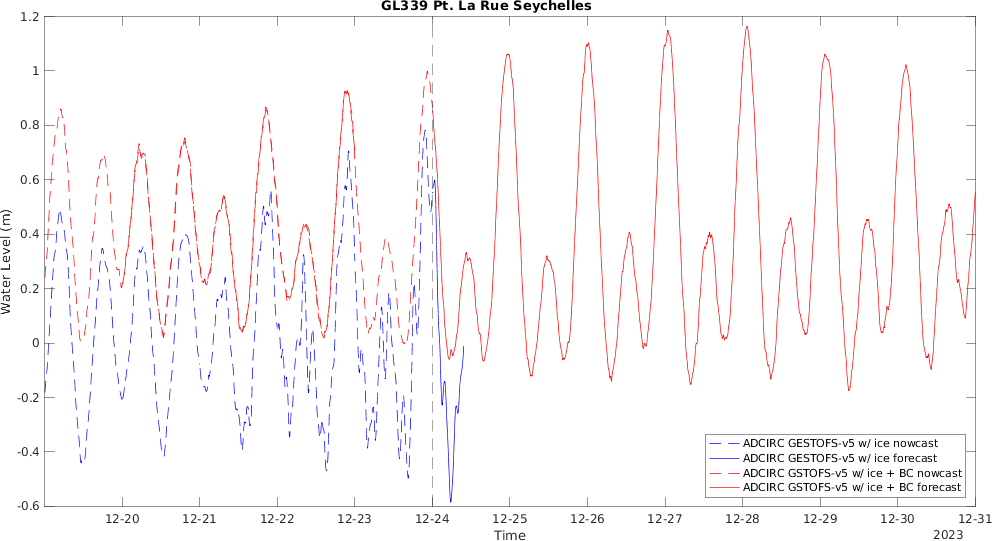 GL339 Pt. La Rue Seychelles
1.2
1
0.8
0.6
0.4
0.2
0
-0.2
-0.4
-0.6
Water Level (m)
ADCIRC GESTOFS-v5 w/ ice nowcast
ADCIRC GESTOFS-v5 w/ ice forecast
ADCIRC GSTOFS-v5 w/ ice + BC nowcast
ADCIRC GSTOFS-v5 w/ ice + BC forecast
12-20 12-21 12-22 12-23 12-24 12-25 12-26 12-27 12-28 12-29 12-30 12-31
Time
2023